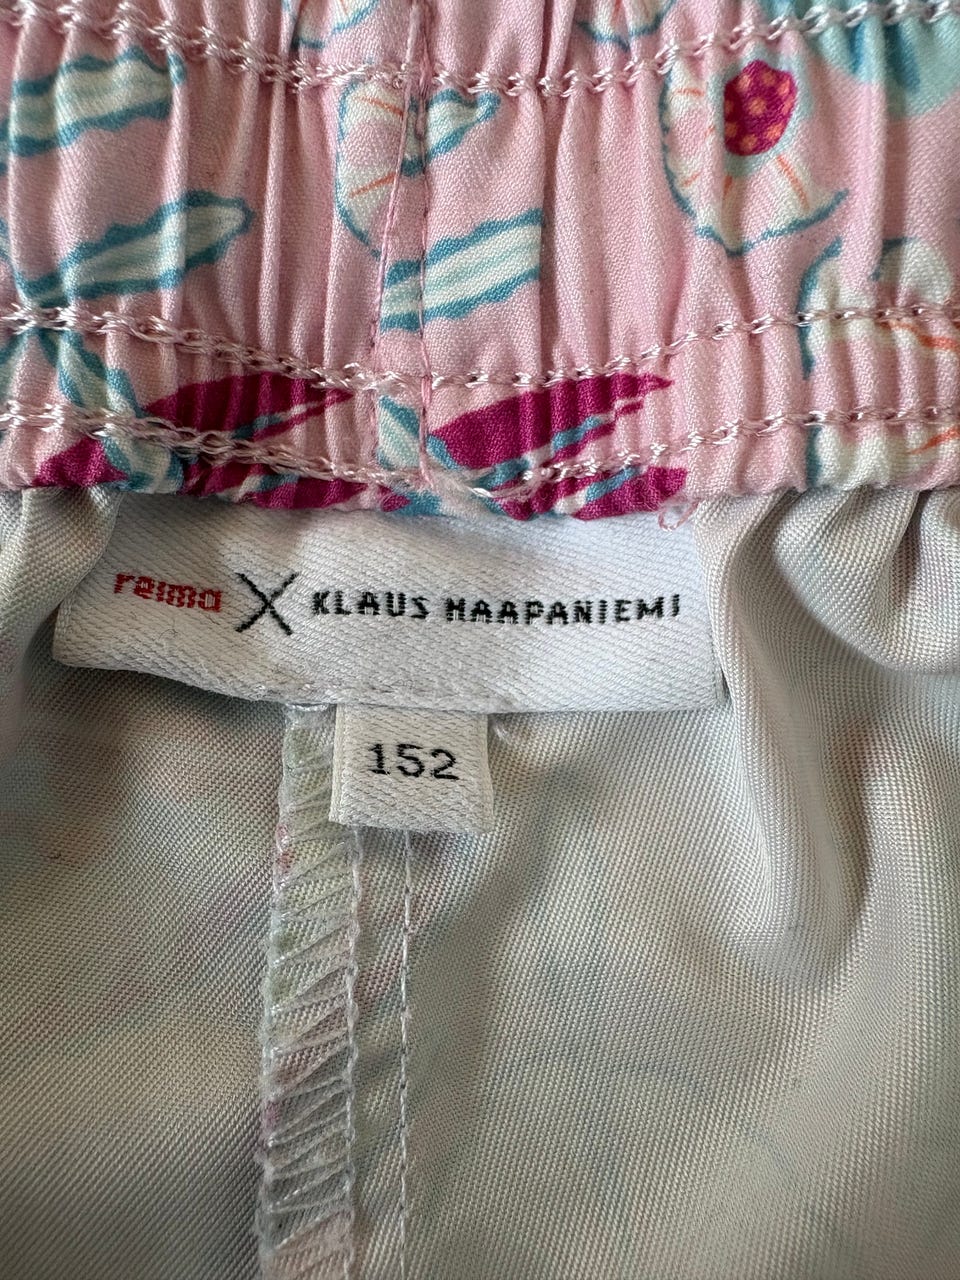 reima X KLAUS HAAPANIEMI
152